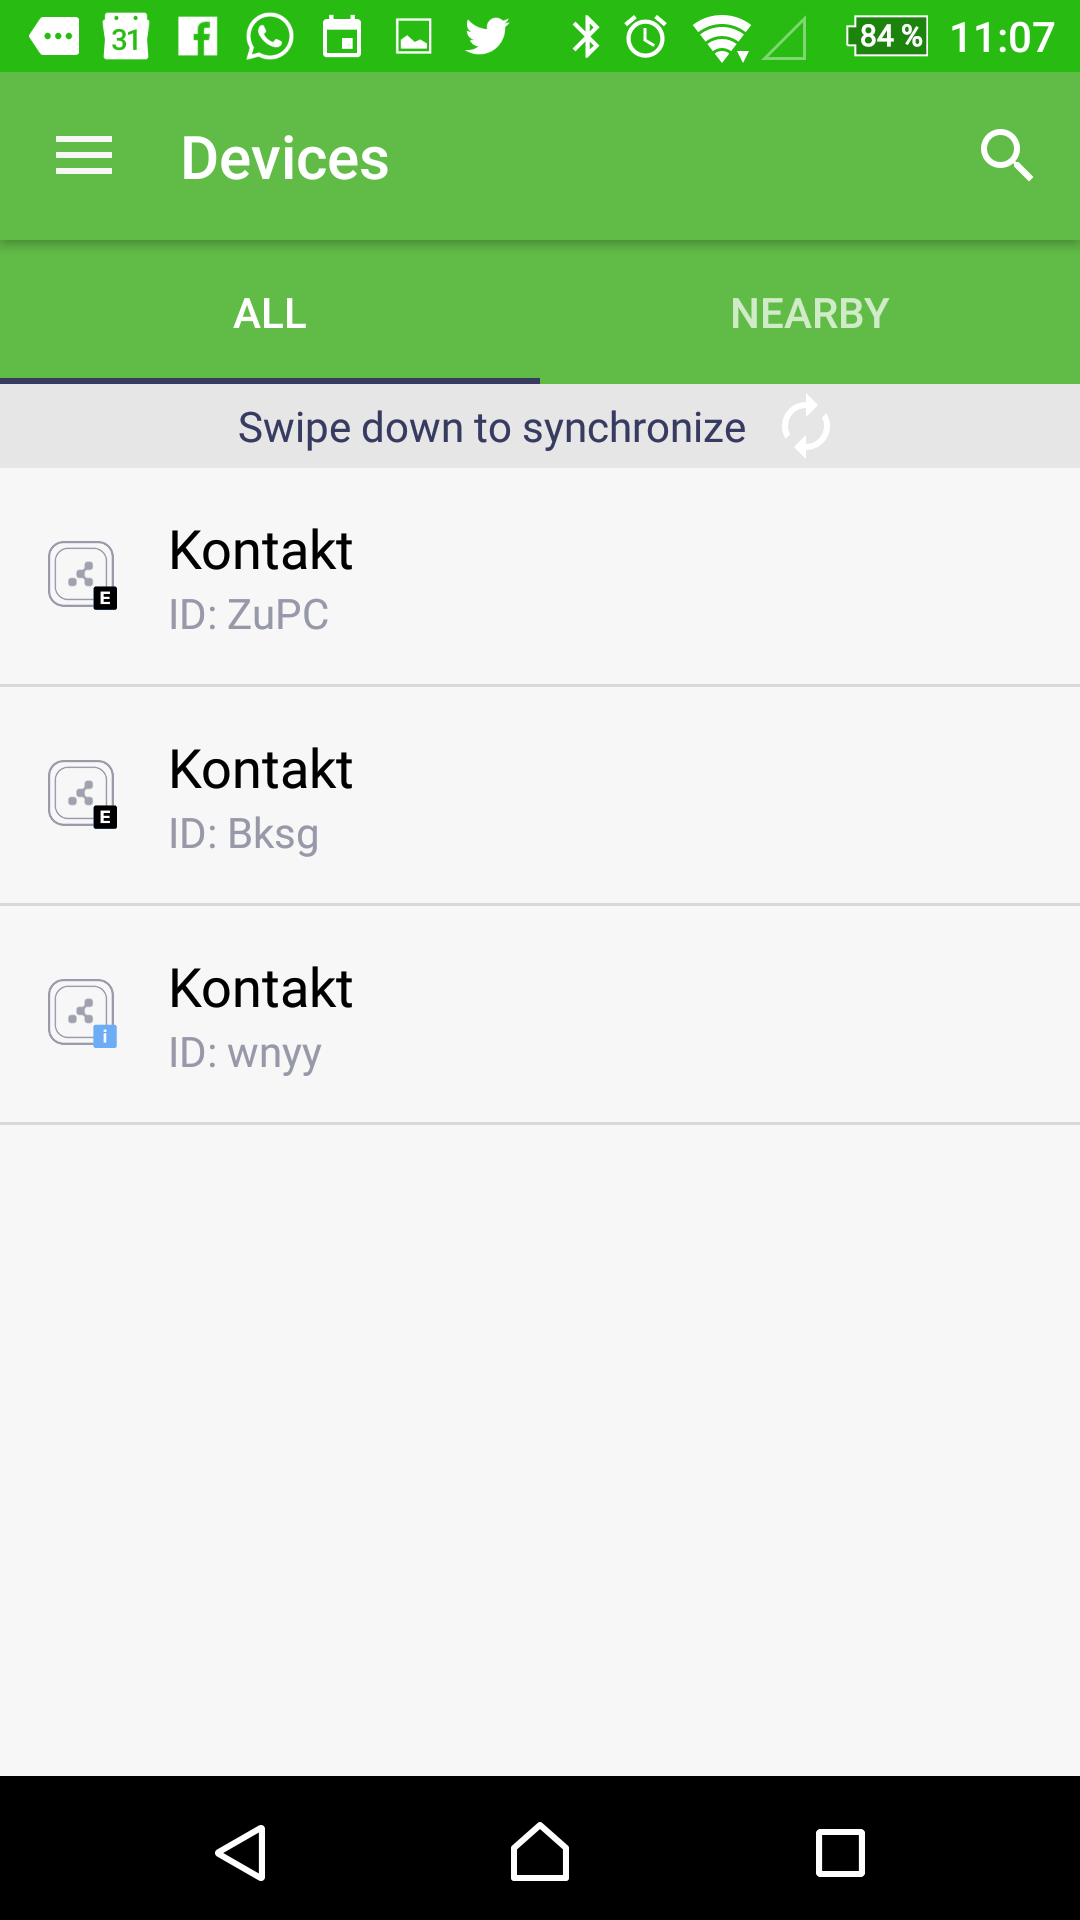 31 84 % 11:07
Devices
ALL NEARBY
Swipe down to synchronize
Kontakt
ID: ZuPC
E
Kontakt
ID: Bksg
E
Kontakt
ID: wnyy
i